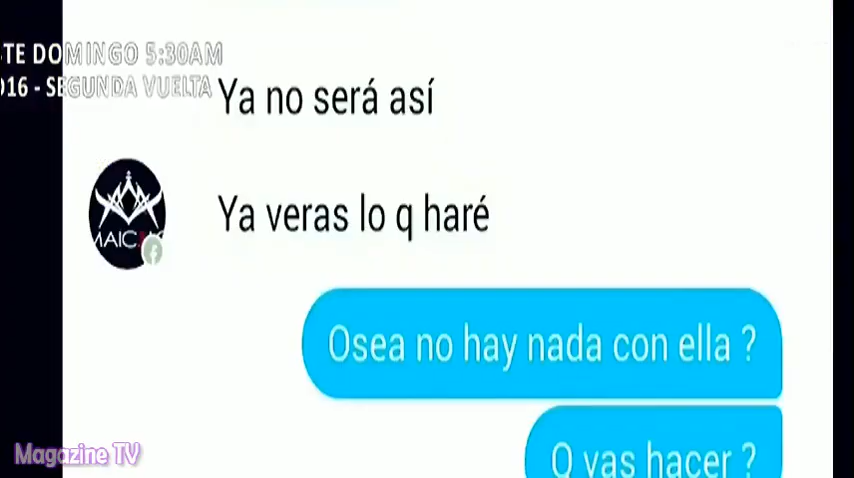 TE DOMINGO 5:30AM
016 - SEGUNDA VUELTA
Ya no será así
Ya veras lo q haré
MAIC
Osea no hay nada con ella ?
Q vas hacer ?
Magazine TV